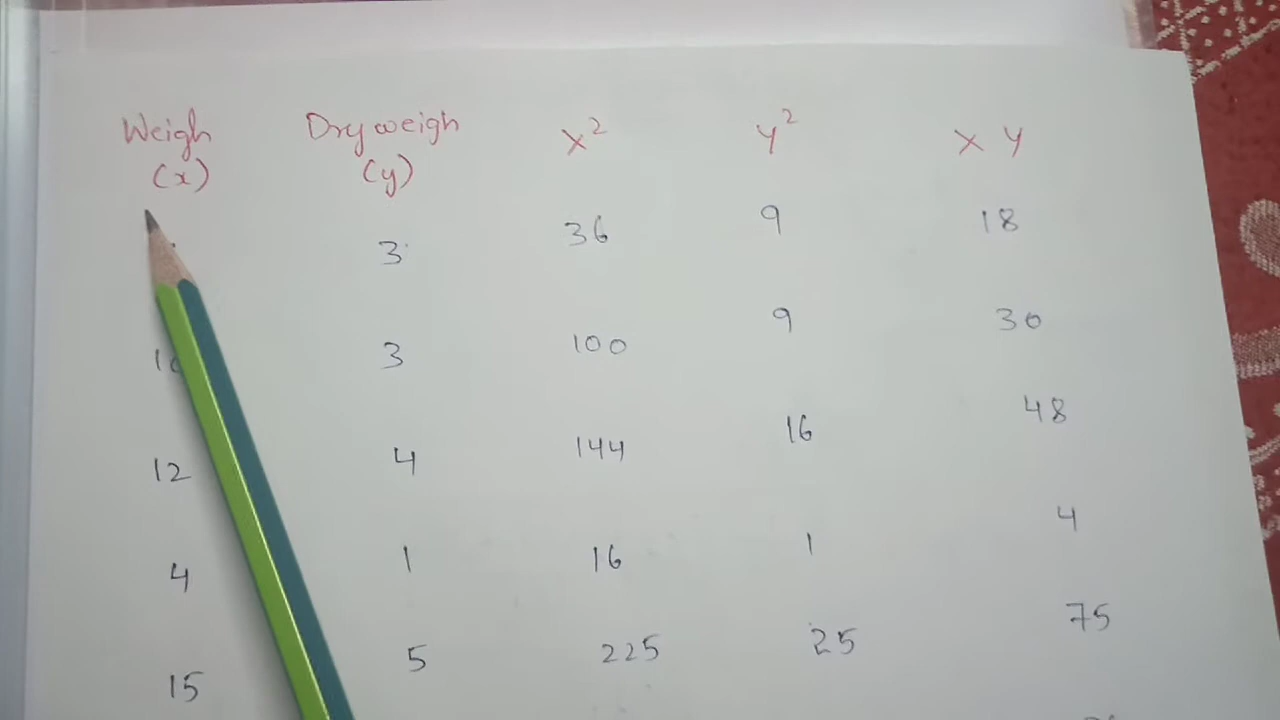 Weigh Dry weigh x² y² x y
(x) (y)
3 36 9 18
3 100 9 30
12 4 144 16 48
4 1 16 1 4
15 5 225 25 75